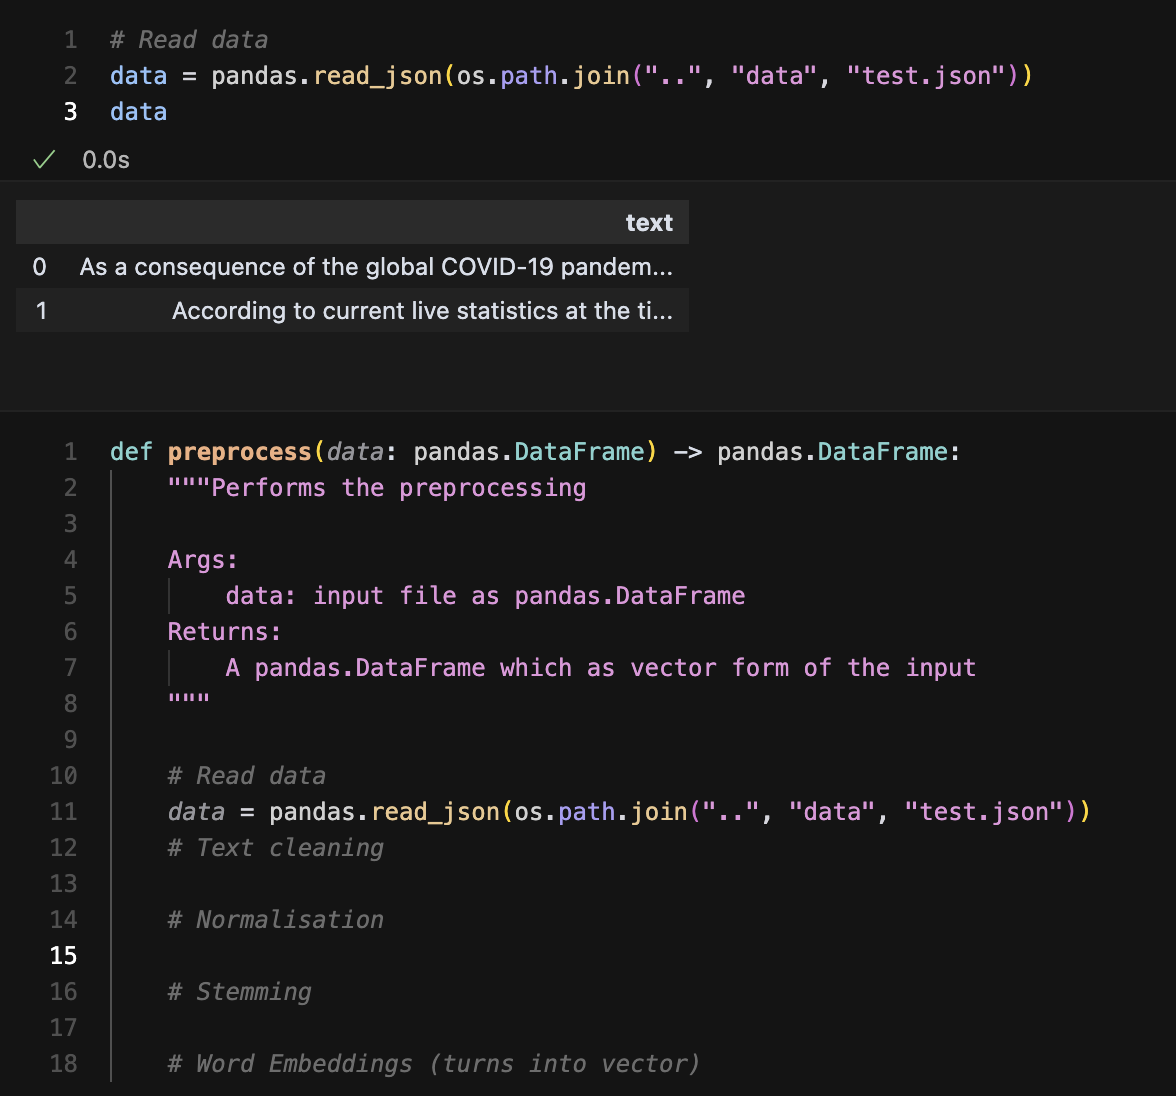 1 # Read data
2 data = pandas.read_json(os.path.join("..", "data", "test.json"))
3 data
✓ 0.0s
text
0 As a consequence of the global COVID-19 pandem...
1 According to current live statistics at the ti...
1 def preprocess(data: pandas.DataFrame) -> pandas.DataFrame:
2 """Performs the preprocessing
3
4 Args:
5 data: input file as pandas.DataFrame
6 Returns:
7 A pandas.DataFrame which as vector form of the input
8 """
9
10 # Read data
11 data = pandas.read_json(os.path.join("..", "data", "test.json"))
12 # Text cleaning
13
14 # Normalisation
15
16 # Stemming
17
18 # Word Embeddings (turns into vector)